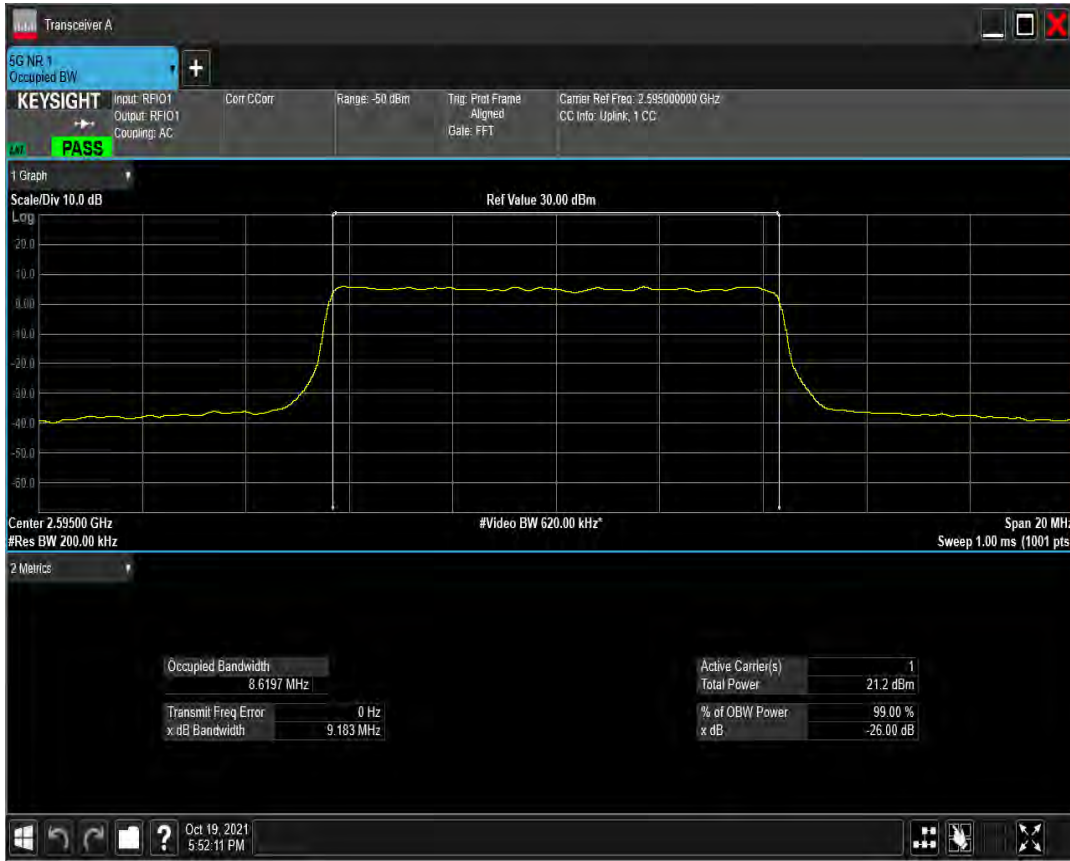 Transceiver A
5G NR 1
Occupied BW
+
KEYSIGHT
Input: RFIO1
Output: RFIO1
Coupling: AC
Corr CCorr
Range: -50 dBm
Trig: Prot Frame
Aligned
Gate: FFT
Carrier Ref Freq: 2.595000000 GHz
CC Info: Uplink, 1 CC
PASS
1 Graph
Scale/Div 10.0 dB
Ref Value 30.00 dBm
Log
20.0
10.0
0.00
-10.0
-20.0
-30.0
-40.0
-50.0
-60.0
Center 2.59500 GHz
#Video BW 620.00 kHz*
Span 20 MHz
#Res BW 200.00 kHz
Sweep 1.00 ms (1001 pts
2 Metrics
Occupied Bandwidth
8.6197 MHz
Transmit Freq Error 0 Hz
x dB Bandwidth 9.183 MHz
Active Carrier(s) 1
Total Power 21.2 dBm
% of OBW Power 99.00 %
x dB -26.00 dB
?
Oct 19, 2021
5:52:11 PM